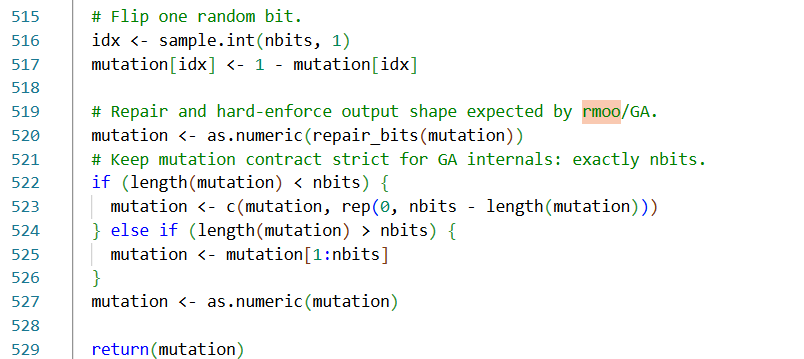 515 # Flip one random bit.
516 idx <- sample.int(nbits, 1)
517 mutation[idx] <- 1 - mutation[idx]
518
519 # Repair and hard-enforce output shape expected by rmoo/GA.
520 mutation <- as.numeric(repair_bits(mutation))
521 # Keep mutation contract strict for GA internals: exactly nbits.
522 if (length(mutation) < nbits) {
523 mutation <- c(mutation, rep(0, nbits - length(mutation)))
524 } else if (length(mutation) > nbits) {
525 mutation <- mutation[1:nbits]
526 }
527 mutation <- as.numeric(mutation)
528
529 return(mutation)